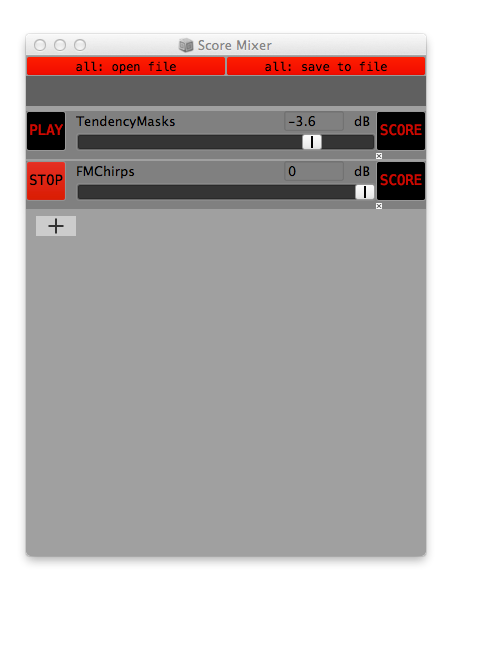 Score Mixer
all: open file all: save to file
PLAY TendencyMasks -3.6 dB SCORE
STOP FMChirps 0 dB SCORE
+